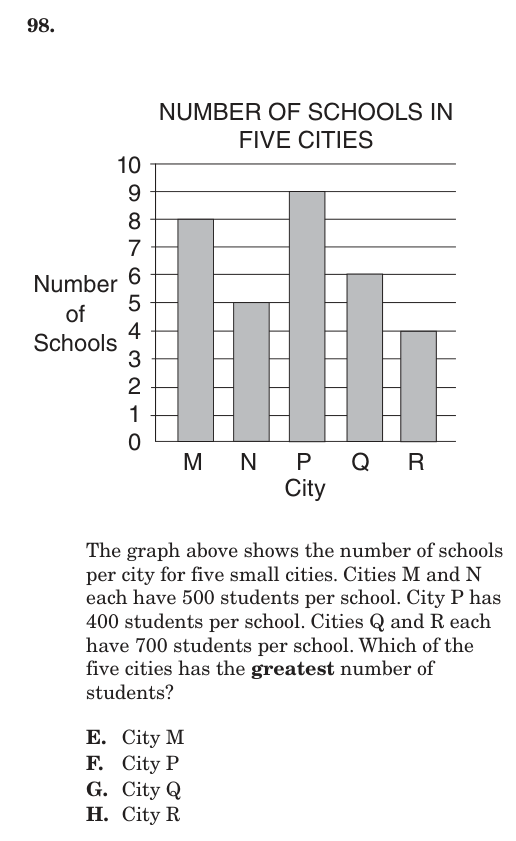 98.
NUMBER OF SCHOOLS IN
FIVE CITIES
10
9
8
7
6
5
4
3
2
1
0
Number
of
Schools
M N P Q R
City
The graph above shows the number of schools
per city for five small cities. Cities M and N
each have 500 students per school. City P has
400 students per school. Cities Q and R each
have 700 students per school. Which of the
five cities has the greatest number of
students?
E. City M
F. City P
G. City Q
H. City R